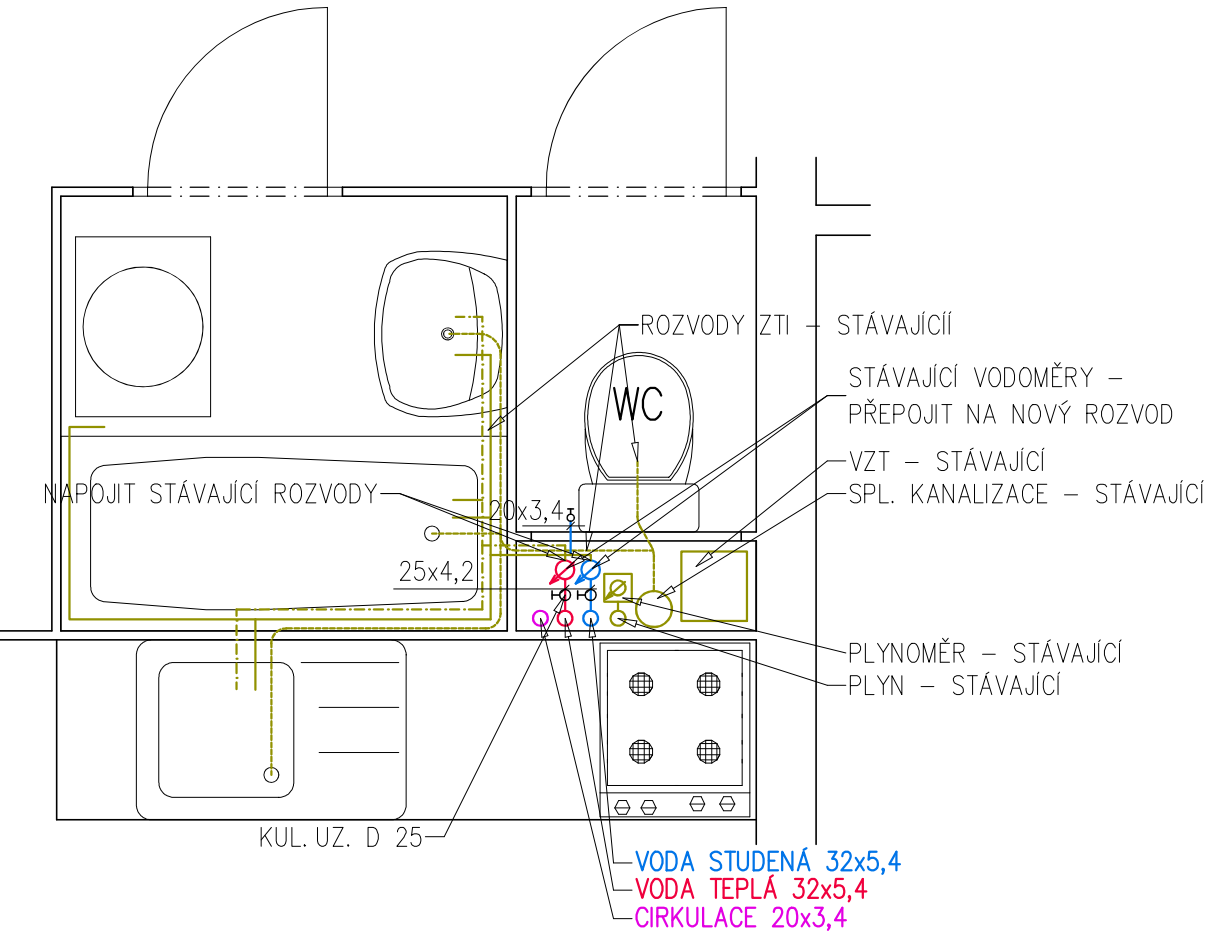 ROZVODY ZTI – STÁVAJÍCÍÍ
STÁVAJÍCÍ VODOMĚRY –
PŘEPOJIT NA NOVÝ ROZVOD
WC
VZT – STÁVAJÍCÍ
NAPOJIT STÁVAJÍCÍ ROZVODY
SPL. KANALIZACE – STÁVAJÍCÍ
20x3,4
25x4,2
PLYNOMĚR – STÁVAJÍCÍ
PLYN – STÁVAJÍCÍ
KUL. UZ. D 25
VODA STUDENÁ 32x5,4
VODA TEPLÁ 32x5,4
CIRKULACE 20x3,4